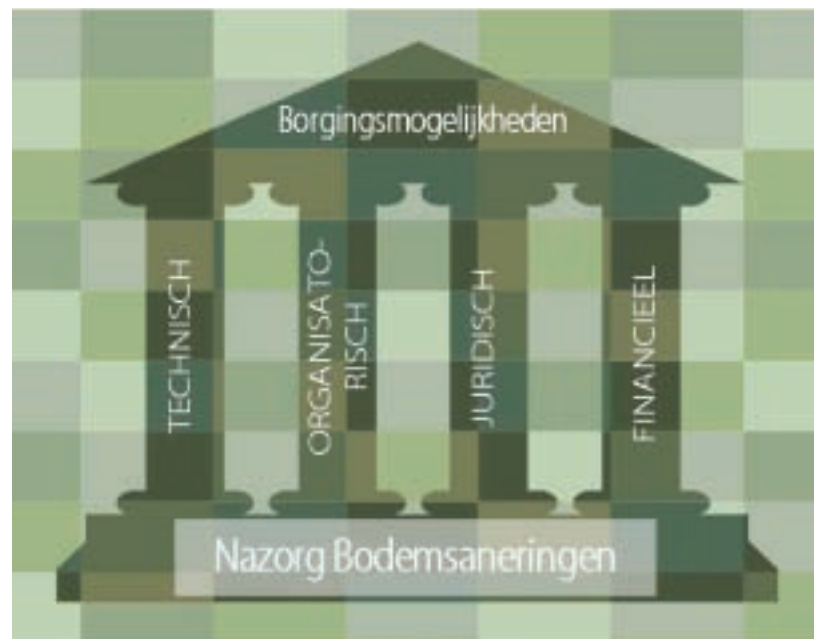 Borgingsmogelijkheden
TECHNISCH
ORGANISATO-
RISCH
JURIDISCH
FINANCIEEL
Nazorg Bodemsaneringen